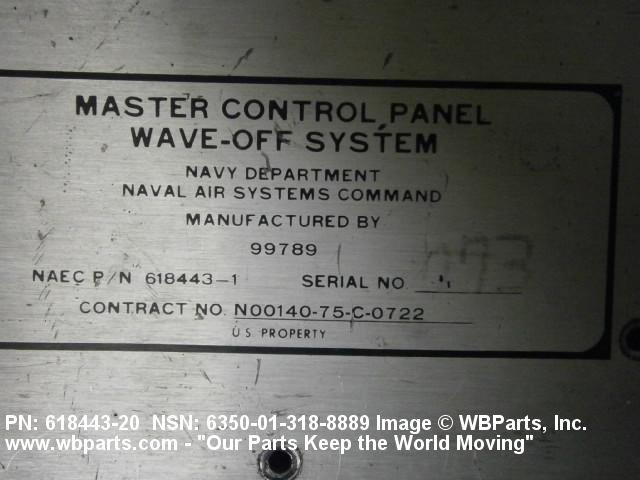 MASTER CONTROL PANEL
WAVE-OFF SYSTEM
NAVY DEPARTMENT
NAVAL AIR SYSTEMS COMMAND
MANUFACTURED BY
99789
NAEC P/N 618443-1 SERIAL NO.
CONTRACT NO. N00140-75-C-0722
U.S. PROPERTY
PN: 618443-20 NSN: 6350-01-318-8889 Image © WBParts, Inc.
www.wbparts.com - "Our Parts Keep the World Moving"